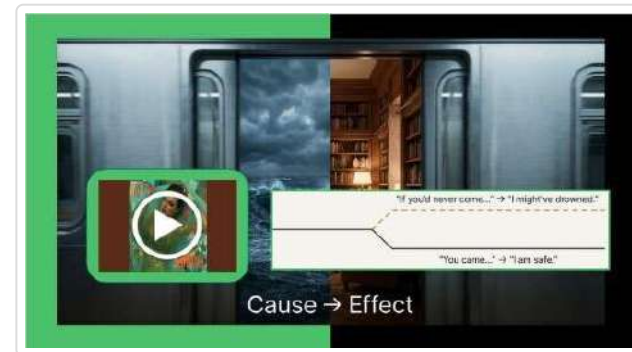 "If you'd never come..." → "I might've drowned."
"You came..." → "I am safe."
Cause → Effect